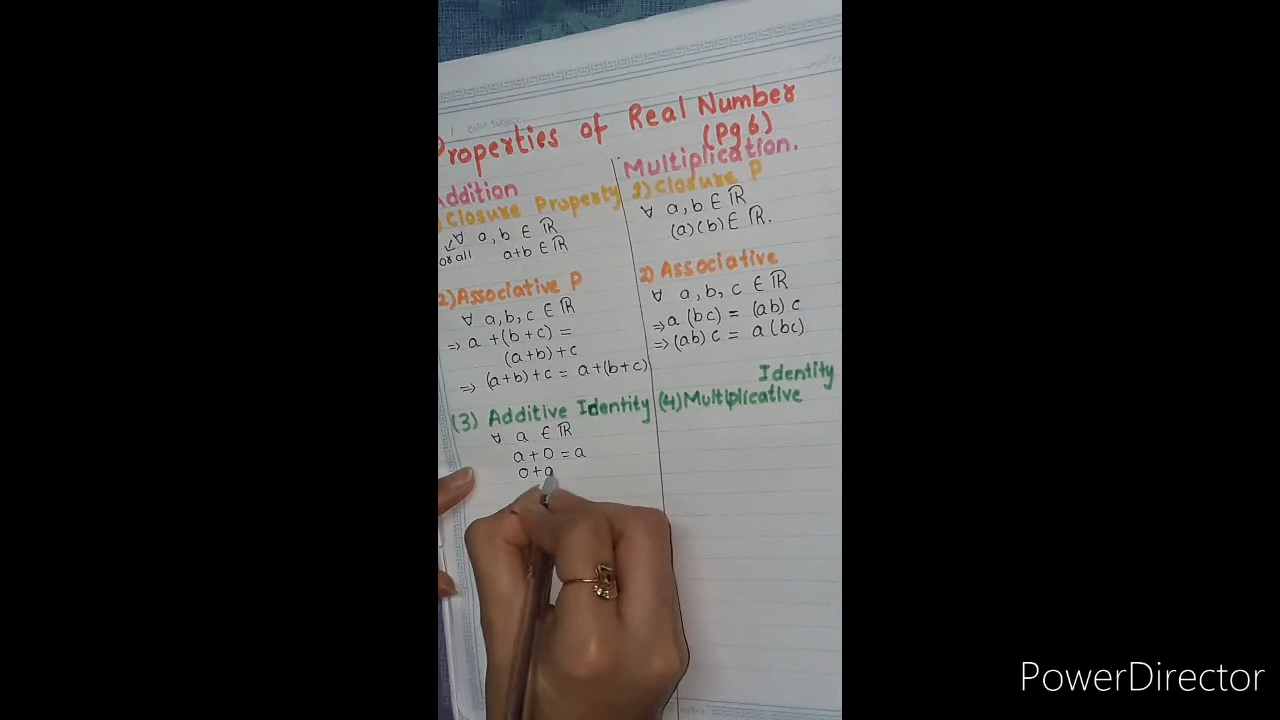 Properties of Real Number
(Pg 6)
Addition
Closure Property
∀ a, b ∈ ℝ
or all a+b ∈ ℝ
2) Associative P
∀ a, b, c ∈ ℝ
⇒ a + (b + c) =
(a+b) + c
⇒ (a+b) + c = a + (b + c)
(3) Additive Identity
∀ a ∈ ℝ
a + 0 = a
0 + a
Multiplication.
1) Closure P
∀ a, b ∈ ℝ
(a)(b) ∈ ℝ.
2) Associative
∀ a, b, c ∈ ℝ
⇒ a (bc) = (ab) c
⇒ (ab) c = a (bc)
Identity
(4) Multiplicative
PowerDirector